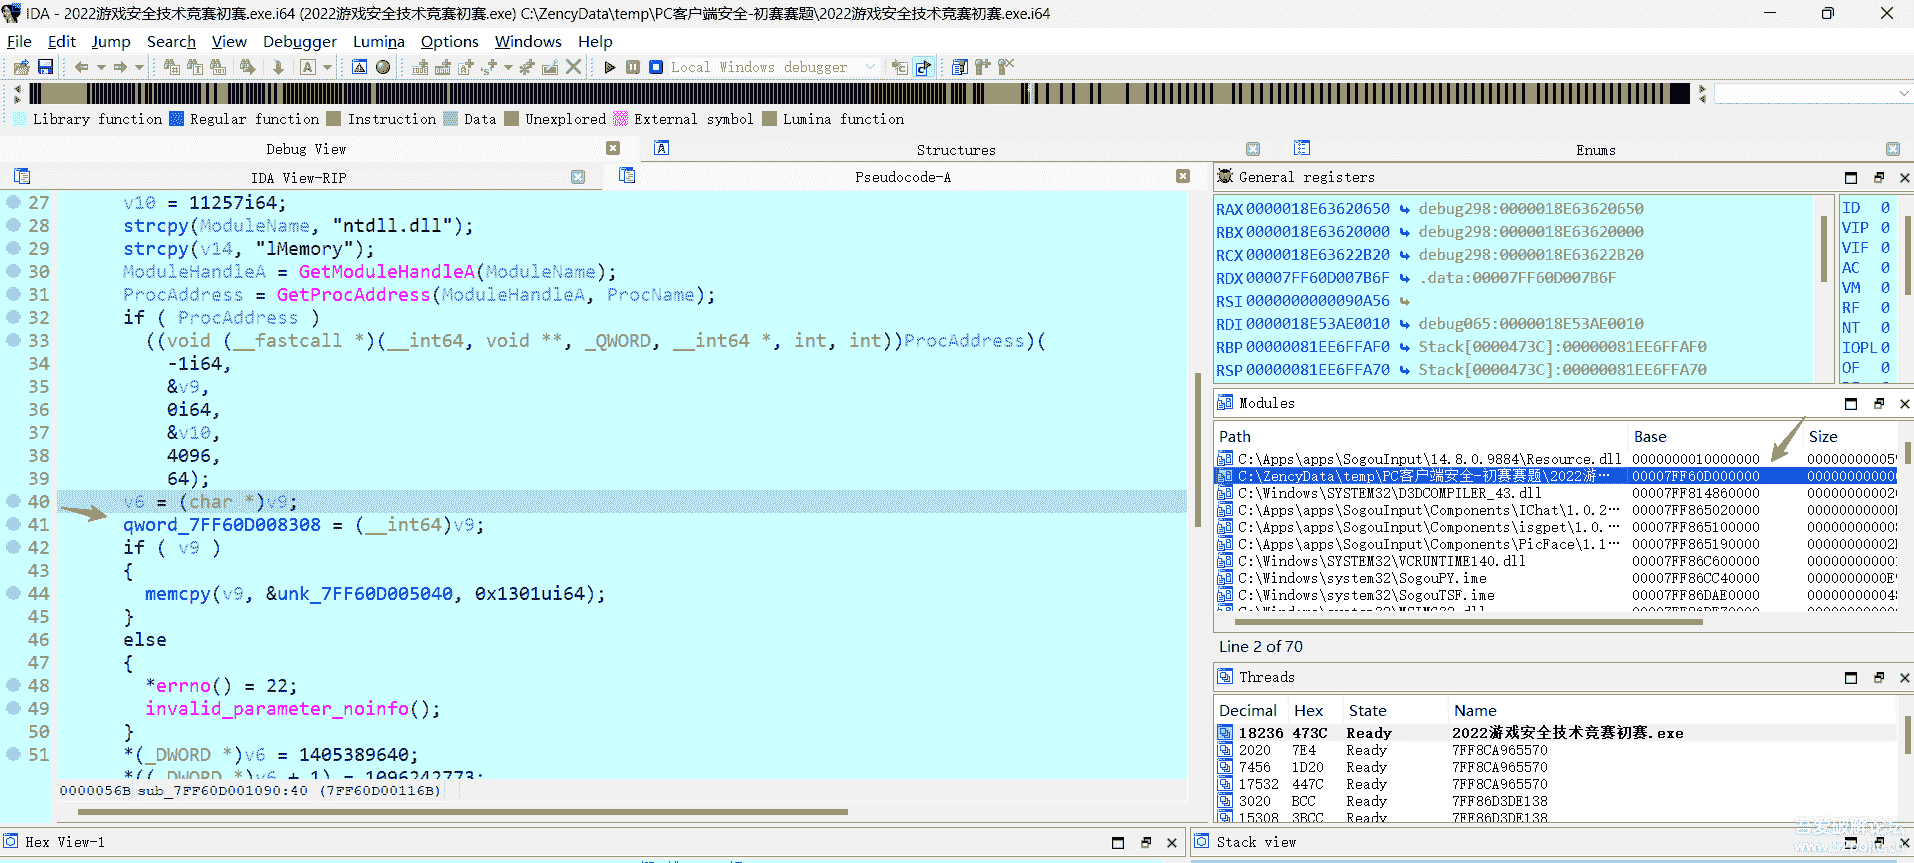 IDA - 2022游戏安全技术竞赛初赛.exe.i64 (2022游戏安全技术竞赛初赛.exe) C:\ZencyData\temp\PC客户端安全-初赛赛题\2022游戏安全技术竞赛初赛.exe.i64
File Edit Jump Search View Debugger Lumina Options Windows Help
Local Windows debugger
Library function Regular function Instruction Data Unexplored External symbol Lumina function
Debug View Structures Enums
IDA View-RIP Pseudocode-A
27 v10 = 11257i64;
28 strcpy(ModuleName, "ntdll.dll");
29 strcpy(v14, "lMemory");
30 ModuleHandleA = GetModuleHandleA(ModuleName);
31 ProcAddress = GetProcAddress(ModuleHandleA, ProcName);
32 if ( ProcAddress )
33 ((void (__fastcall *)(__int64, void **, _QWORD, __int64 *, int, int))ProcAddress)(
34 -1i64,
35 &v9,
36 0i64,
37 &v10,
38 4096,
39 64);
40 v6 = (char *)v9;
41 qword_7FF60D008308 = (__int64)v9;
42 if ( v9 )
43 {
44 memcpy(v9, &unk_7FF60D005040, 0x1301ui64);
45 }
46 else
47 {
48 *errno() = 22;
49 invalid_parameter_noinfo();
50 }
51 *(_DWORD *)v6 = 1405389640;
*((_DWORD *)v6 + 1) = 1096242773;
0000056B sub_7FF60D001090:40 (7FF60D00116B)
General registers
RAX 0000018E63620650 debug298:0000018E63620650
RBX 0000018E63620000 debug298:0000018E63620000
RCX 0000018E63622B20 debug298:0000018E63622B20
RDX 00007FF60D007B6F .data:00007FF60D007B6F
RSI 0000000000090A56
RDI 0000018E53AE0010 debug065:0000018E53AE0010
RBP 00000081EE6FFAF0 Stack[0000473C]:00000081EE6FFAF0
RSP 00000081EE6FFA70 Stack[0000473C]:00000081EE6FFA70
ID 0
VIP 0
VIF 0
AC 0
VM 0
RF 0
NT 0
IOPL 0
OF 0
Modules
Path Base Size
C:\Apps\apps\SogouInput\14.8.0.9884\Resource.dll 0000000010000000
C:\ZencyData\temp\PC客户端安全-初赛赛题\2022游··· 00007FF60D000000
C:\Windows\SYSTEM32\D3DCOMPILER_43.dll 00007FF814860000
C:\Apps\apps\SogouInput\Components\IChat\1.0.2··· 00007FF865020000
C:\Apps\apps\SogouInput\Components\isgpet\1.0.··· 00007FF865100000
C:\Apps\apps\SogouInput\Components\PicFace\1.1··· 00007FF865190000
C:\Windows\SYSTEM32\VCRUNTIME140.dll 00007FF86C600000
C:\Windows\system32\SogouPY.ime 00007FF86CC40000
C:\Windows\system32\SogouTSF.ime 00007FF86DAE0000
Line 2 of 70
Threads
Decimal Hex State Name
18236 473C Ready 2022游戏安全技术竞赛初赛.exe
2020 7E4 Ready 7FF8CA965570
7456 1D20 Ready 7FF8CA965570
17532 447C Ready 7FF8CA965570
3020 BCC Ready 7FF86D3DE138
15308 3BCC Ready 7FF86D3DE138
Hex View-1
Stack view